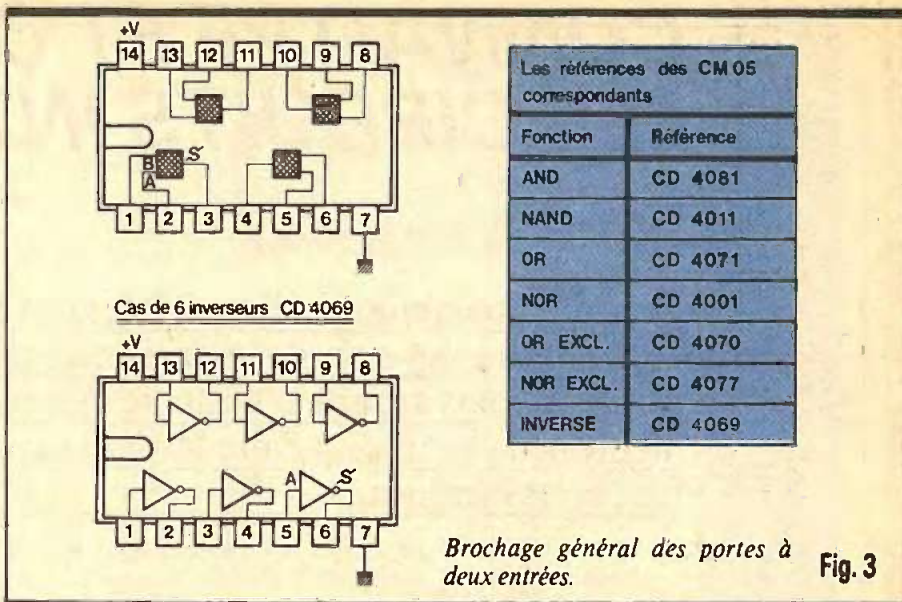 +V
14 13 12 11 10 9 8
B S
A
1 2 3 4 5 6 7
Cas de 6 inverseurs CD 4069
+V
14 13 12 11 10 9 8
A S
1 2 3 4 5 6 7
Les références des CM 05
correspondants
Fonction Référence
AND CD 4081
NAND CD 4011
OR CD 4071
NOR CD 4001
OR EXCL. CD 4070
NOR EXCL. CD 4077
INVERSE CD 4069
Brochage général des portes à
deux entrées.
Fig. 3